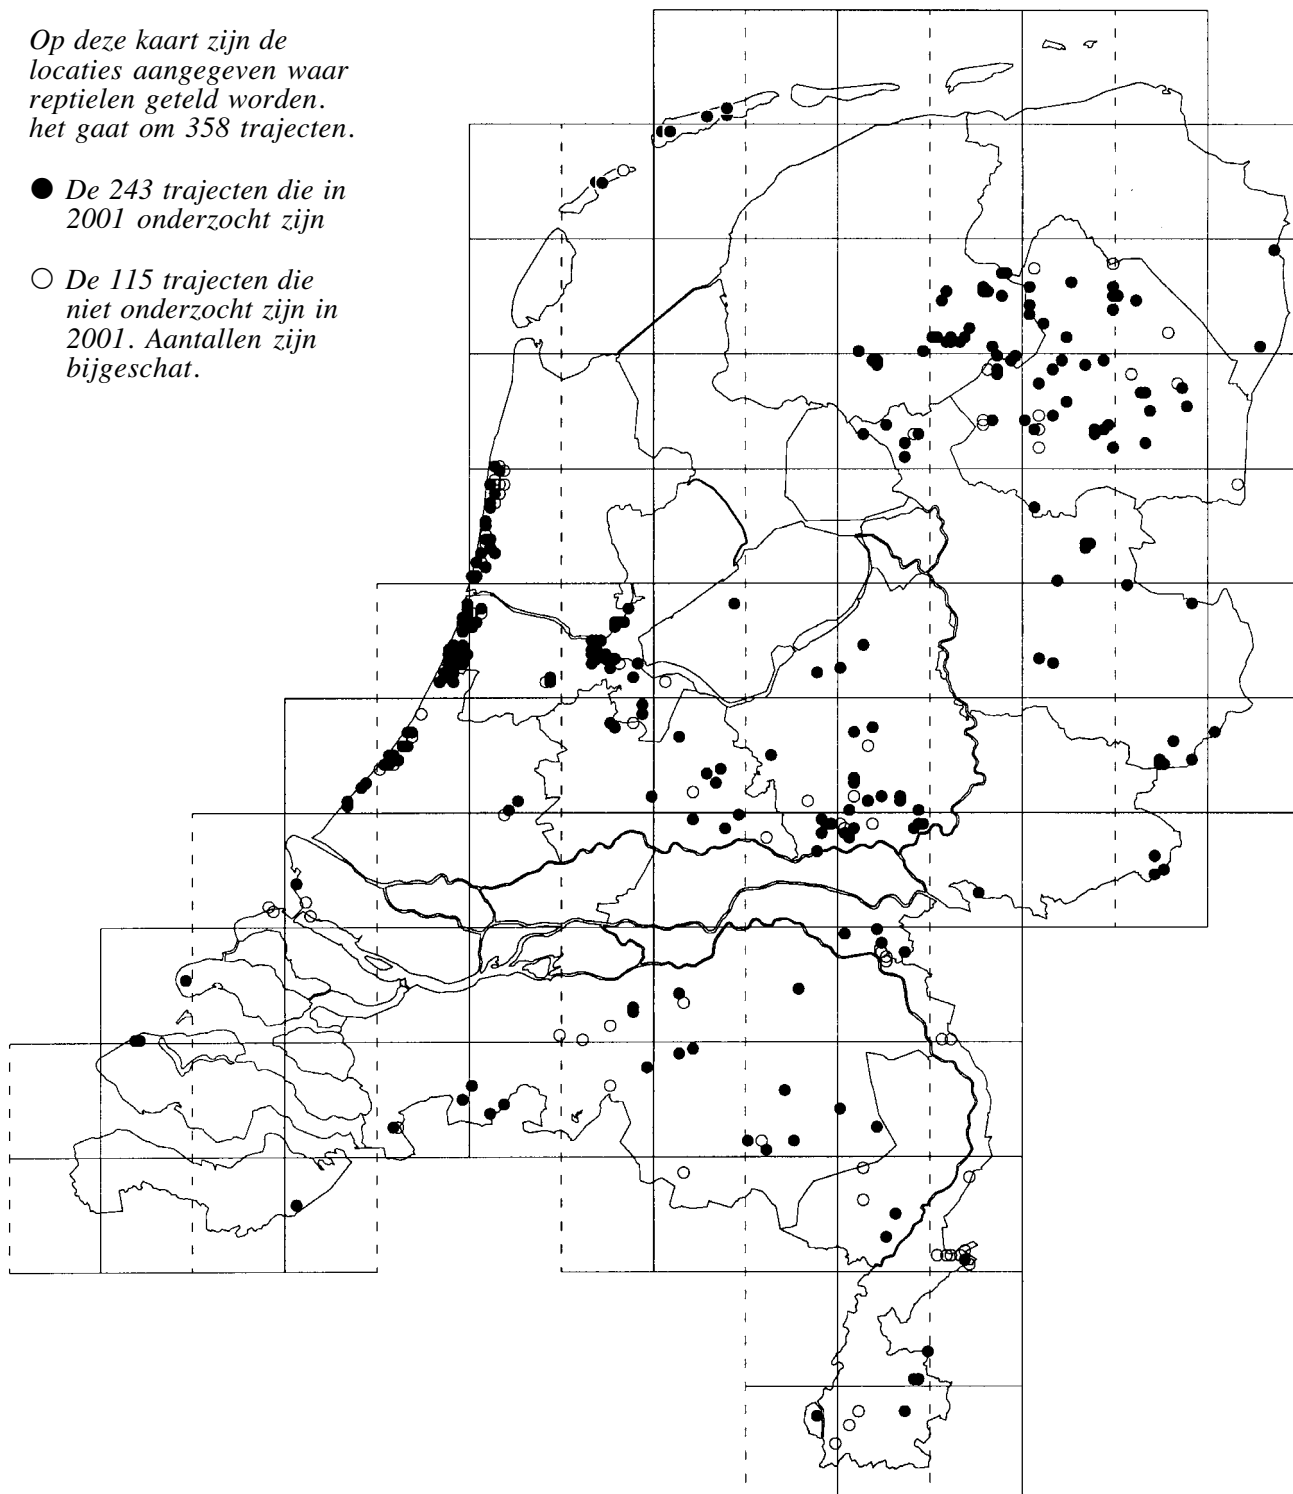 Op deze kaart zijn de
locaties aangegeven waar
reptielen geteld worden.
het gaat om 358 trajecten.
De 243 trajecten die in
2001 onderzocht zijn
De 115 trajecten die
niet onderzocht zijn in
2001. Aantallen zijn
bijgeschat.